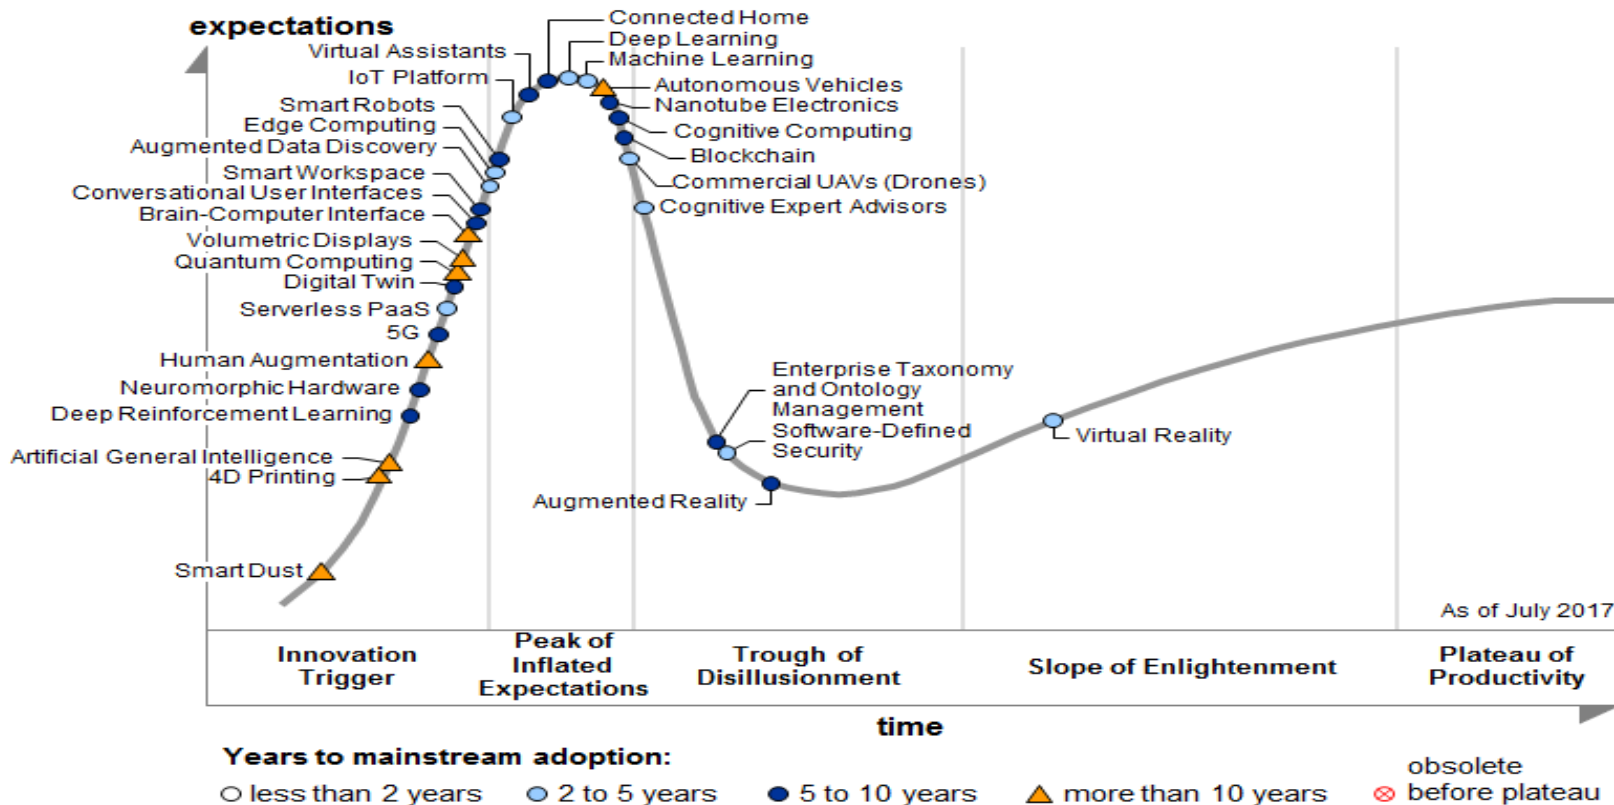 expectations
Connected Home
Deep Learning
Machine Learning
Autonomous Vehicles
Nanotube Electronics
Cognitive Computing
Blockchain
Commercial UAVs (Drones)
Cognitive Expert Advisors
Virtual Assistants
IoT Platform
Smart Robots
Edge Computing
Augmented Data Discovery
Smart Workspace
Conversational User Interfaces
Brain-Computer Interface
Volumetric Displays
Quantum Computing
Digital Twin
Serverless PaaS
5G
Human Augmentation
Neuromorphic Hardware
Deep Reinforcement Learning
Artificial General Intelligence
4D Printing
Smart Dust
Enterprise Taxonomy
and Ontology
Management
Software-Defined
Security
Augmented Reality
Virtual Reality
As of July 2017
Innovation
Trigger
Peak of
Inflated
Expectations
Trough of
Disillusionment
Slope of Enlightenment
Plateau of
Productivity
time
Years to mainstream adoption:
less than 2 years
2 to 5 years
5 to 10 years
more than 10 years
obsolete
before plateau